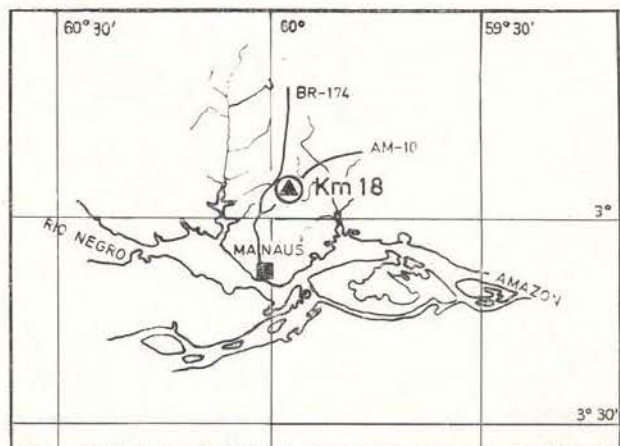 60° 30'
60°
59° 30'
BR-174
AM-10
Km 18
3°
RIO NEGRO
MANAUS
AMAZON
3° 30'